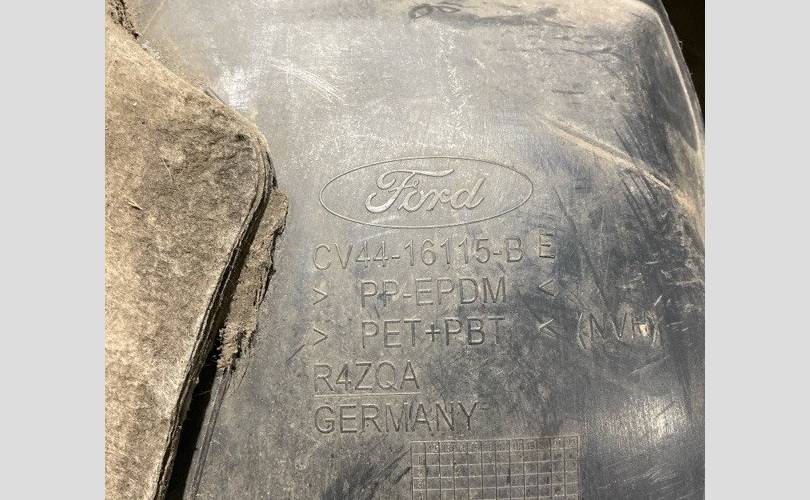 Ford
CV44-16115-B E
> PP-EPDM <
> PET+PBT < (NVH)
R4ZQA
GERMANY